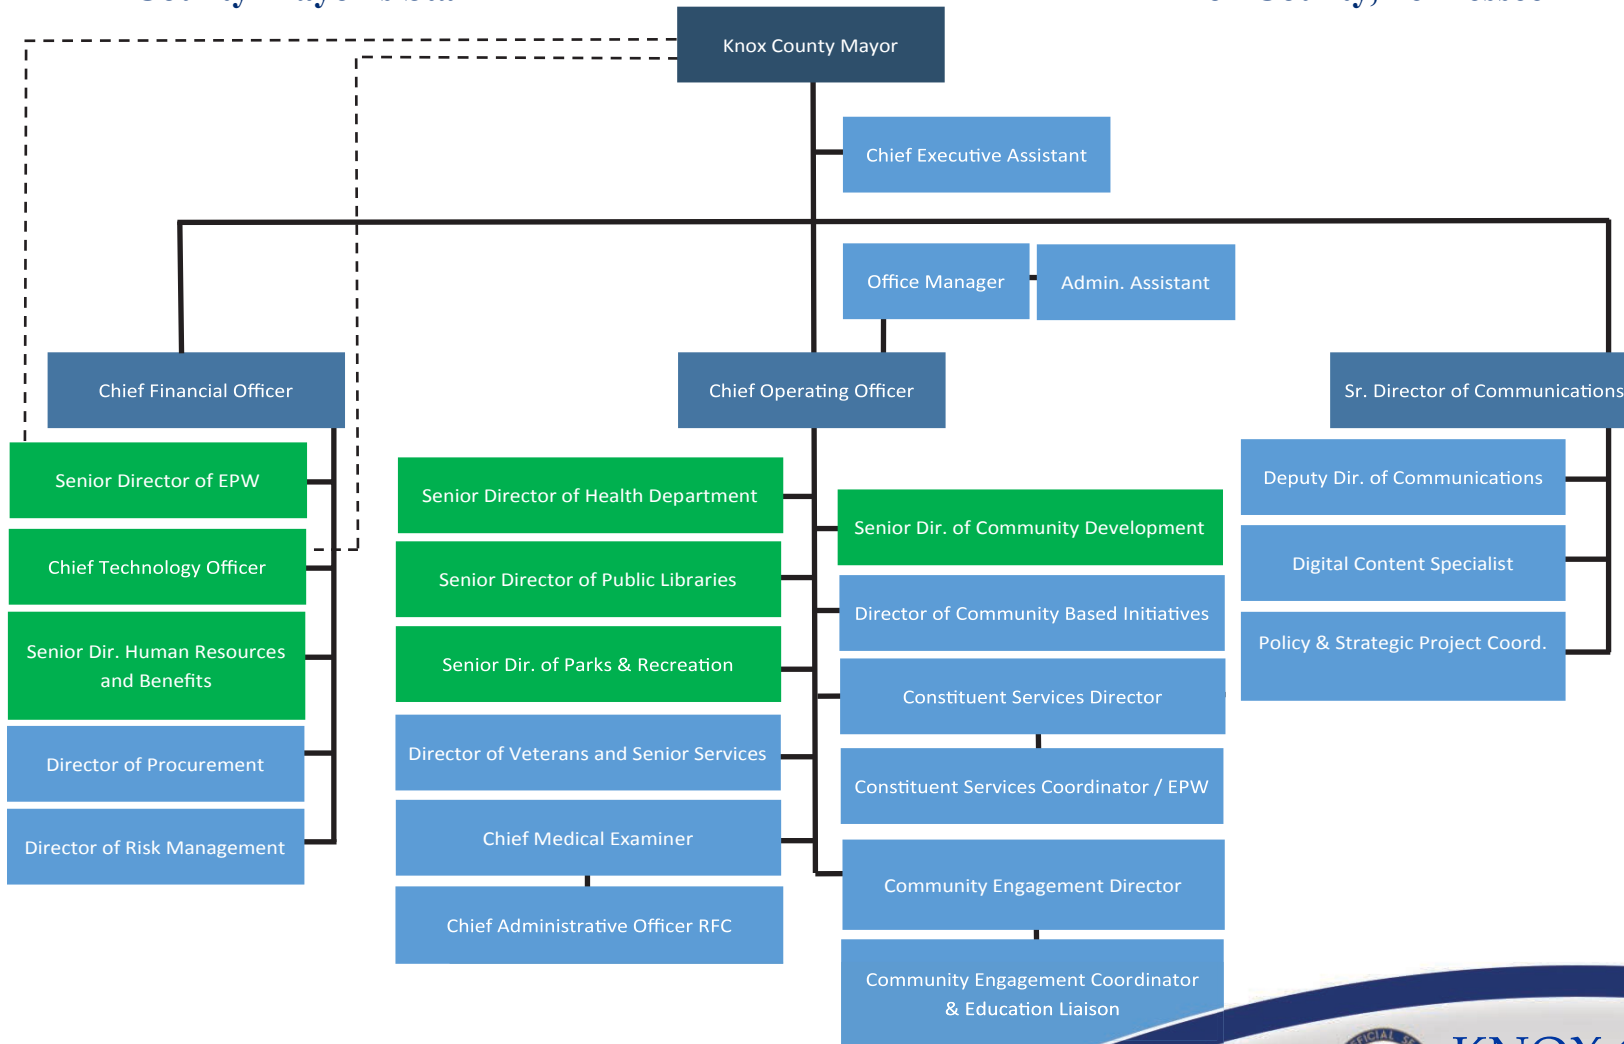 Knox County Mayor
Chief Executive Assistant
Office Manager
Admin. Assistant
Chief Financial Officer
Chief Operating Officer
Sr. Director of Communications
Senior Director of EPW
Chief Technology Officer
Senior Dir. Human Resources
and Benefits
Director of Procurement
Director of Risk Management
Senior Director of Health Department
Senior Director of Public Libraries
Senior Dir. of Parks & Recreation
Director of Veterans and Senior Services
Chief Medical Examiner
Chief Administrative Officer RFC
Senior Dir. of Community Development
Director of Community Based Initiatives
Constituent Services Director
Constituent Services Coordinator / EPW
Community Engagement Director
Community Engagement Coordinator
& Education Liaison
Deputy Dir. of Communications
Digital Content Specialist
Policy & Strategic Project Coord.
KNOX